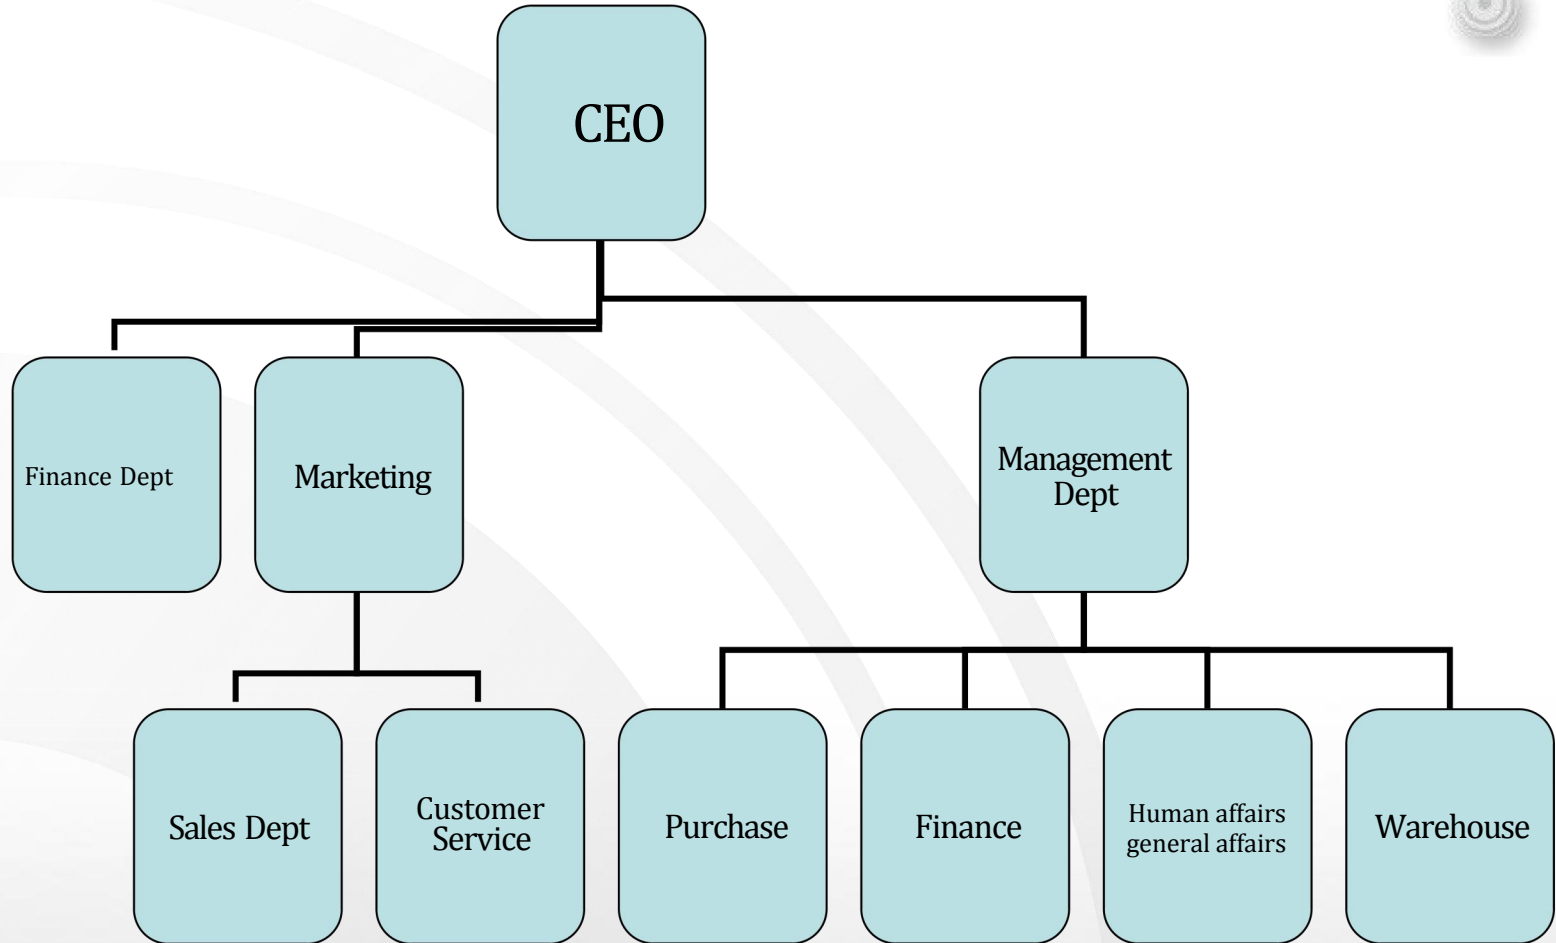 CEO
Finance Dept
Marketing
Management
Dept
Sales Dept
Customer
Service
Purchase
Finance
Human affairs
general affairs
Warehouse